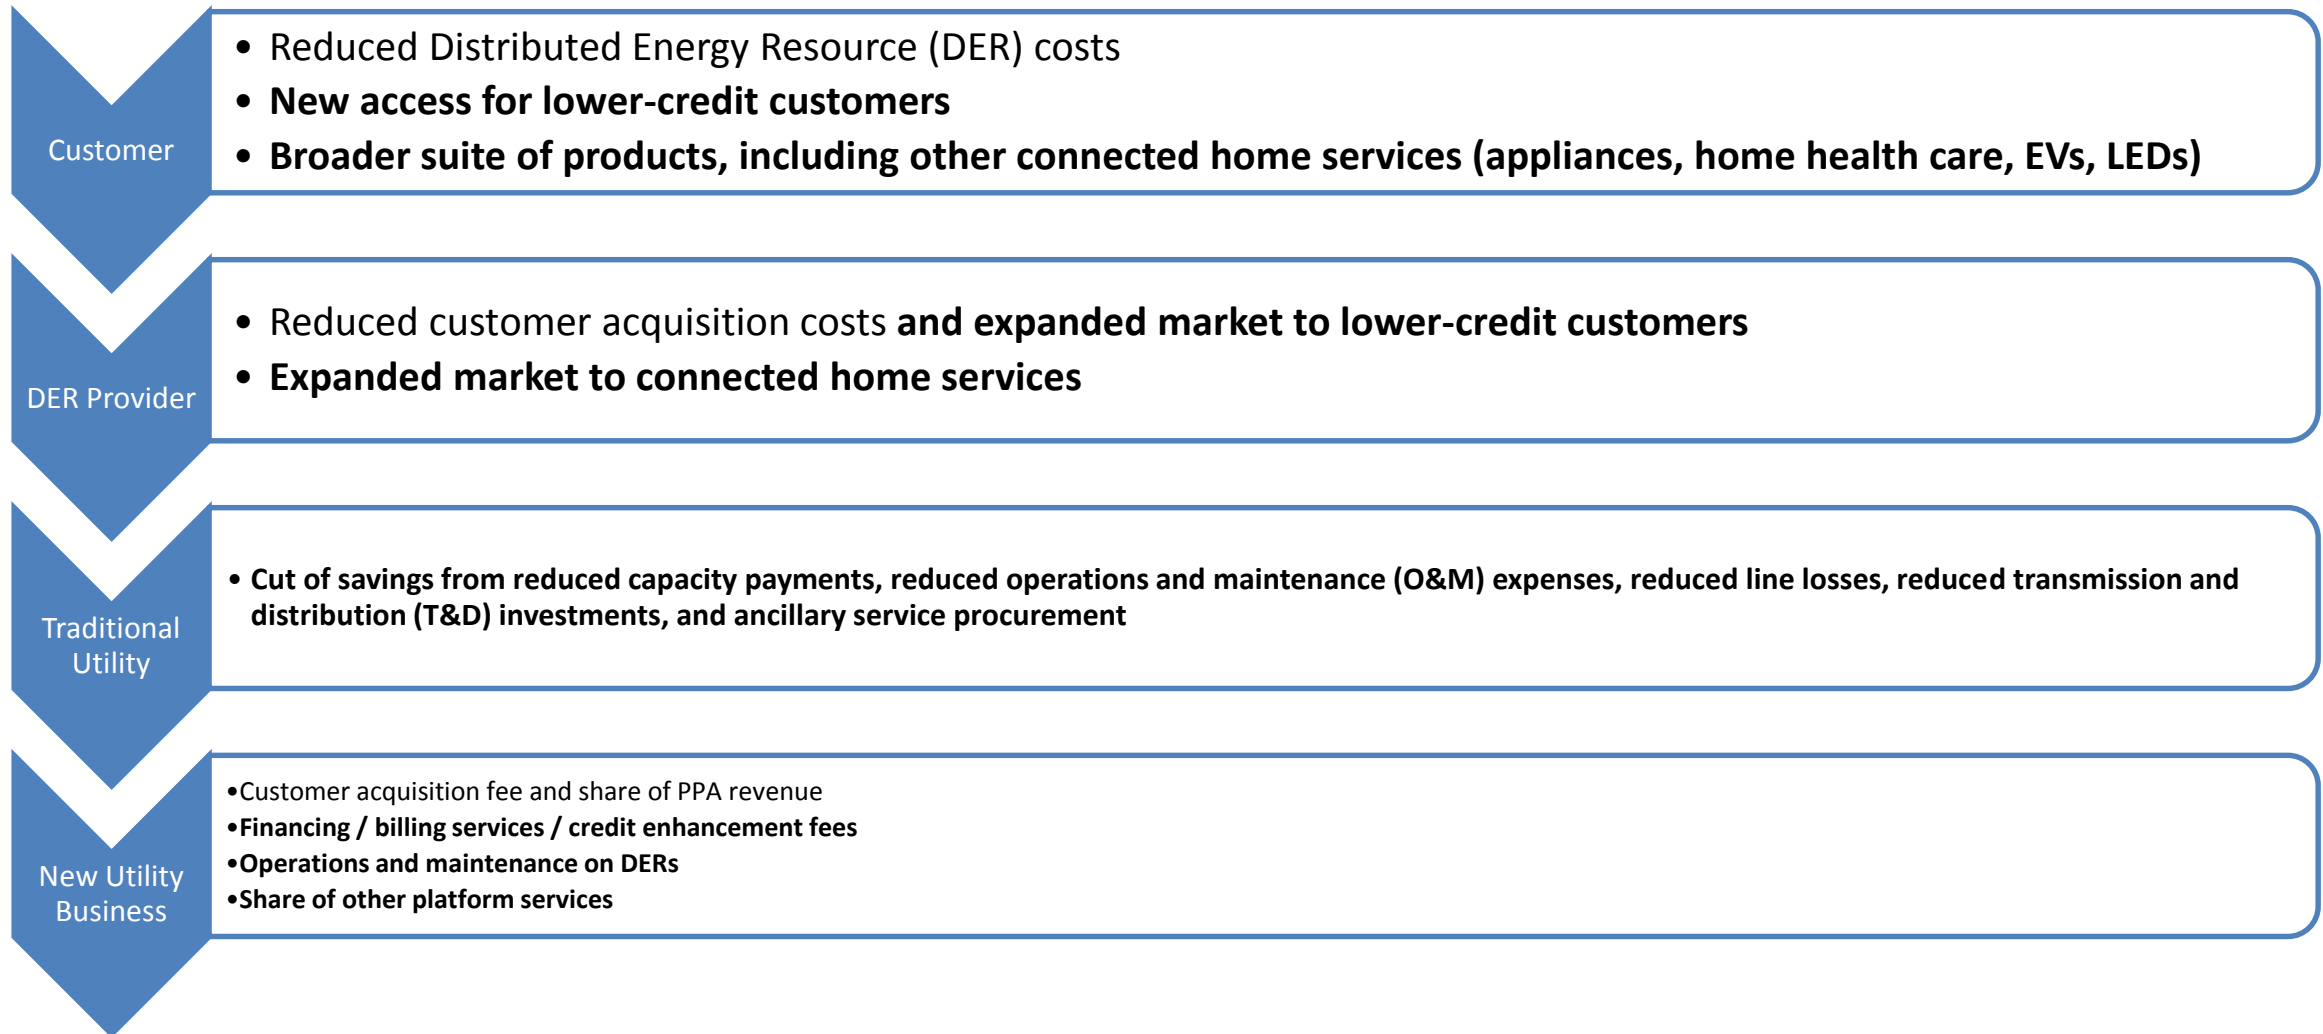 Customer
• Reduced Distributed Energy Resource (DER) costs
• New access for lower-credit customers
• Broader suite of products, including other connected home services (appliances, home health care, EVs, LEDs)
DER Provider
• Reduced customer acquisition costs and expanded market to lower-credit customers
• Expanded market to connected home services
Traditional
Utility
• Cut of savings from reduced capacity payments, reduced operations and maintenance (O&M) expenses, reduced line losses, reduced transmission and
distribution (T&D) investments, and ancillary service procurement
New Utility
Business
•Customer acquisition fee and share of PPA revenue
•Financing / billing services / credit enhancement fees
•Operations and maintenance on DERs
•Share of other platform services